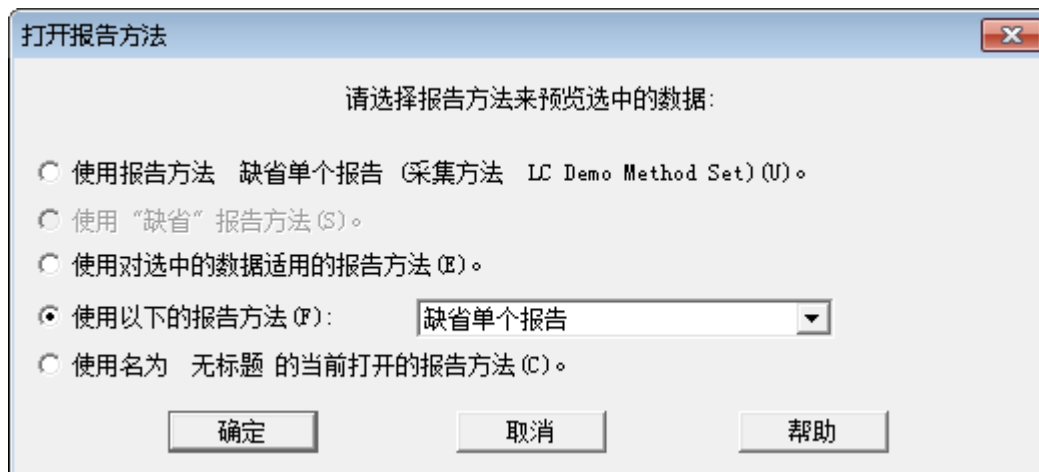 打开报告方法
请选择报告方法来预览选中的数据:
使用报告方法 缺省单个报告 (采集方法 LC Demo Method Set)(U)。
使用 "缺省" 报告方法(S)。
使用对选中的数据适用的报告方法(E)。
使用以下的报告方法(F): 缺省单个报告
使用名为 无标题 的当前打开的报告方法(C)。
确定 取消 帮助